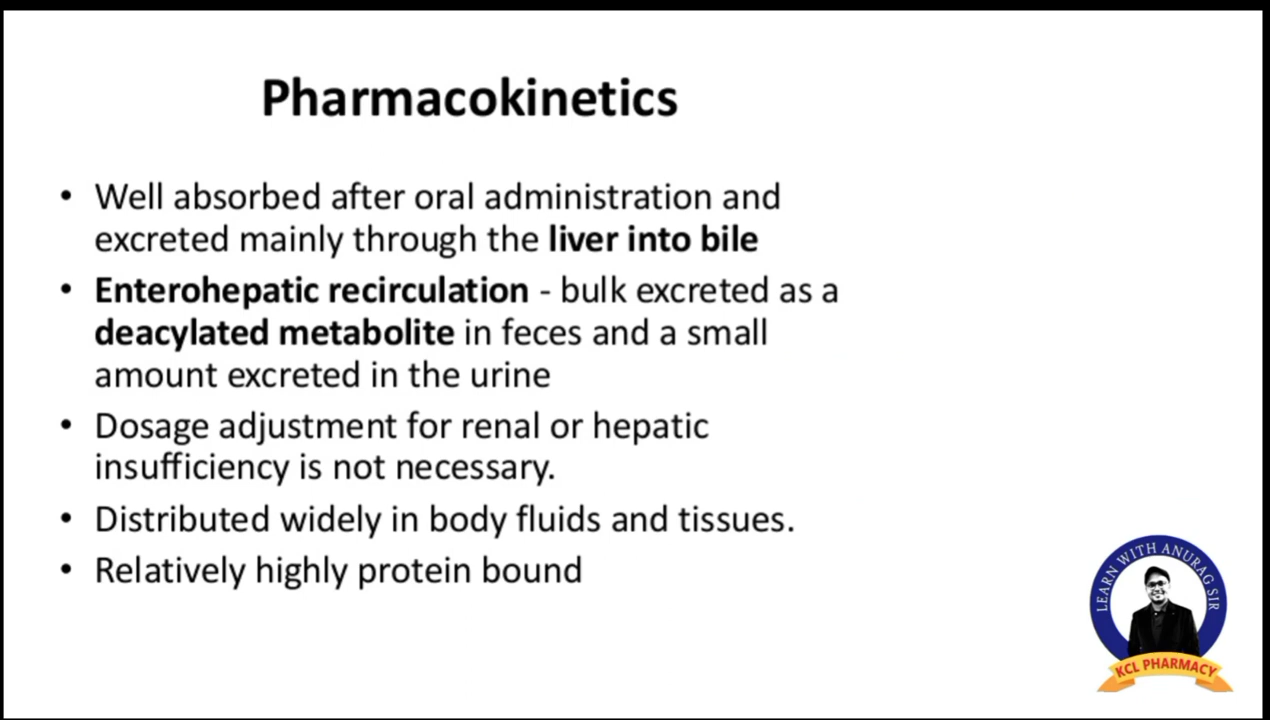 Pharmacokinetics
• Well absorbed after oral administration and
excreted mainly through the liver into bile
• Enterohepatic recirculation - bulk excreted as a
deacylated metabolite in feces and a small
amount excreted in the urine
• Dosage adjustment for renal or hepatic
insufficiency is not necessary.
• Distributed widely in body fluids and tissues.
• Relatively highly protein bound
LEARN WITH ANURAG SIR
KCL PHARMACY